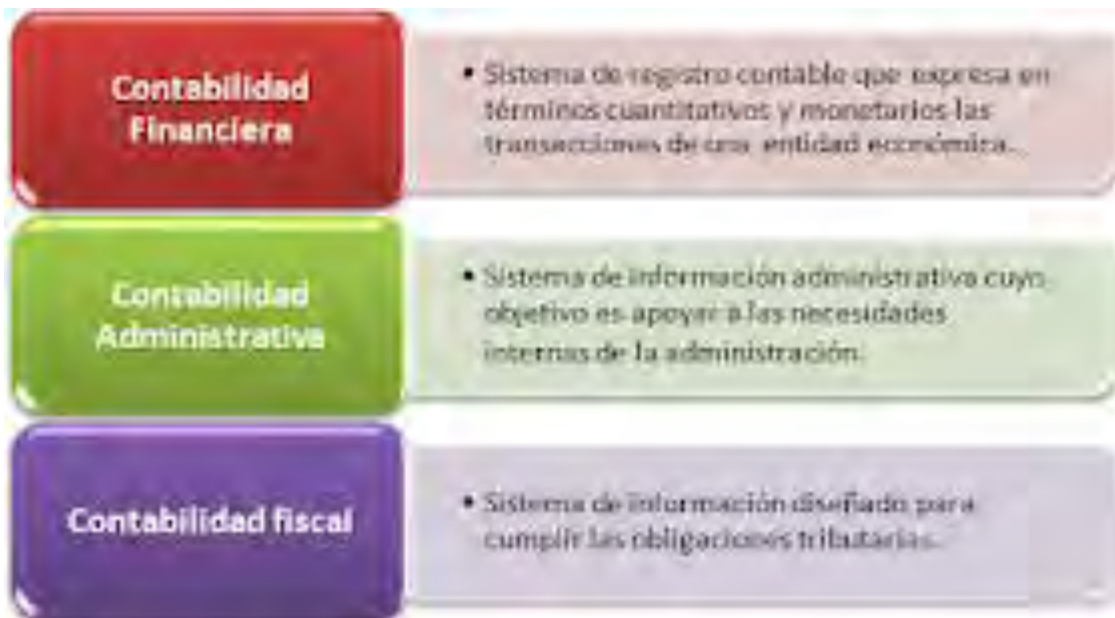 Contabilidad
Financiera
• Sistema de registro contable que expresa en
términos cuantitativos y monetarios las
transacciones de una entidad económica.
Contabilidad
Administrativa
• Sistema de información administrativa cuyo
objetivo es apoyar a las necesidades
internas de la administración.
Contabilidad fiscal
• Sistema de información diseñado para
cumplir las obligaciones tributarias.